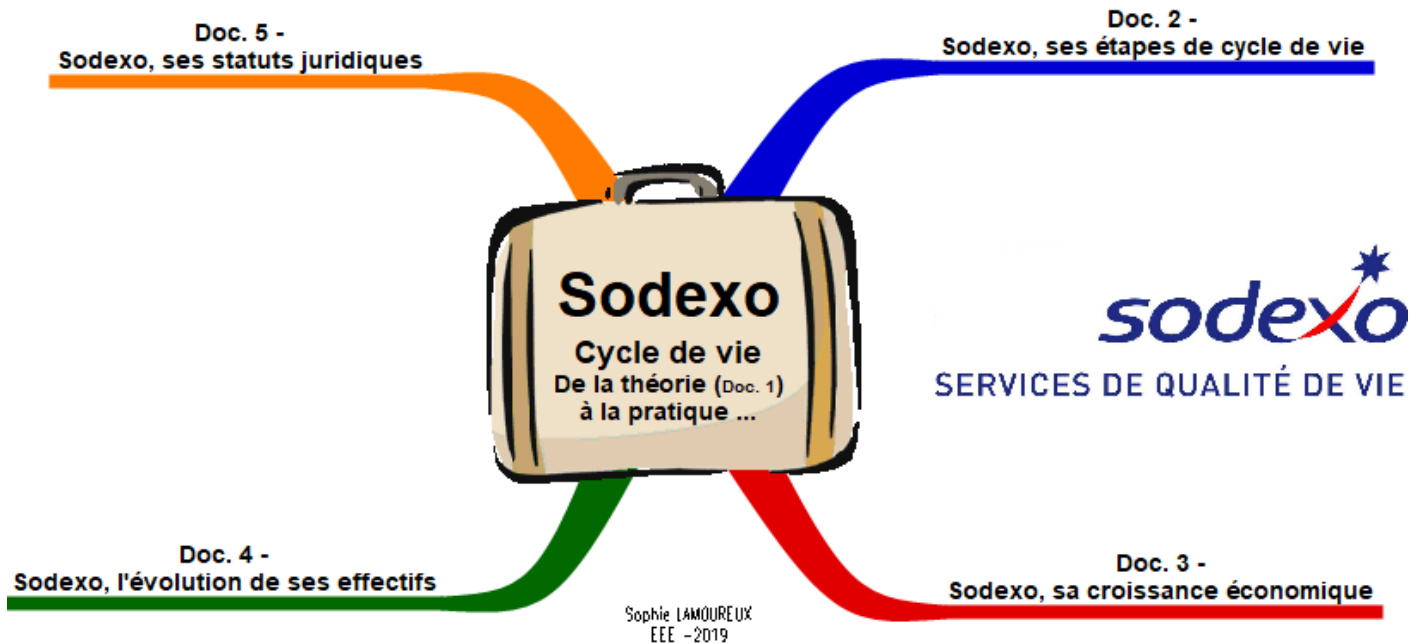 Doc. 5 -
Sodexo, ses statuts juridiques
Doc. 2 -
Sodexo, ses étapes de cycle de vie
Sodexo
Cycle de vie
De la théorie (Doc. 1)
à la pratique ...
sodexo
SERVICES DE QUALITÉ DE VIE
Doc. 4 -
Sodexo, l'évolution de ses effectifs
Doc. 3 -
Sodexo, sa croissance économique
Sophie LAMOUREUX
EEE -2019